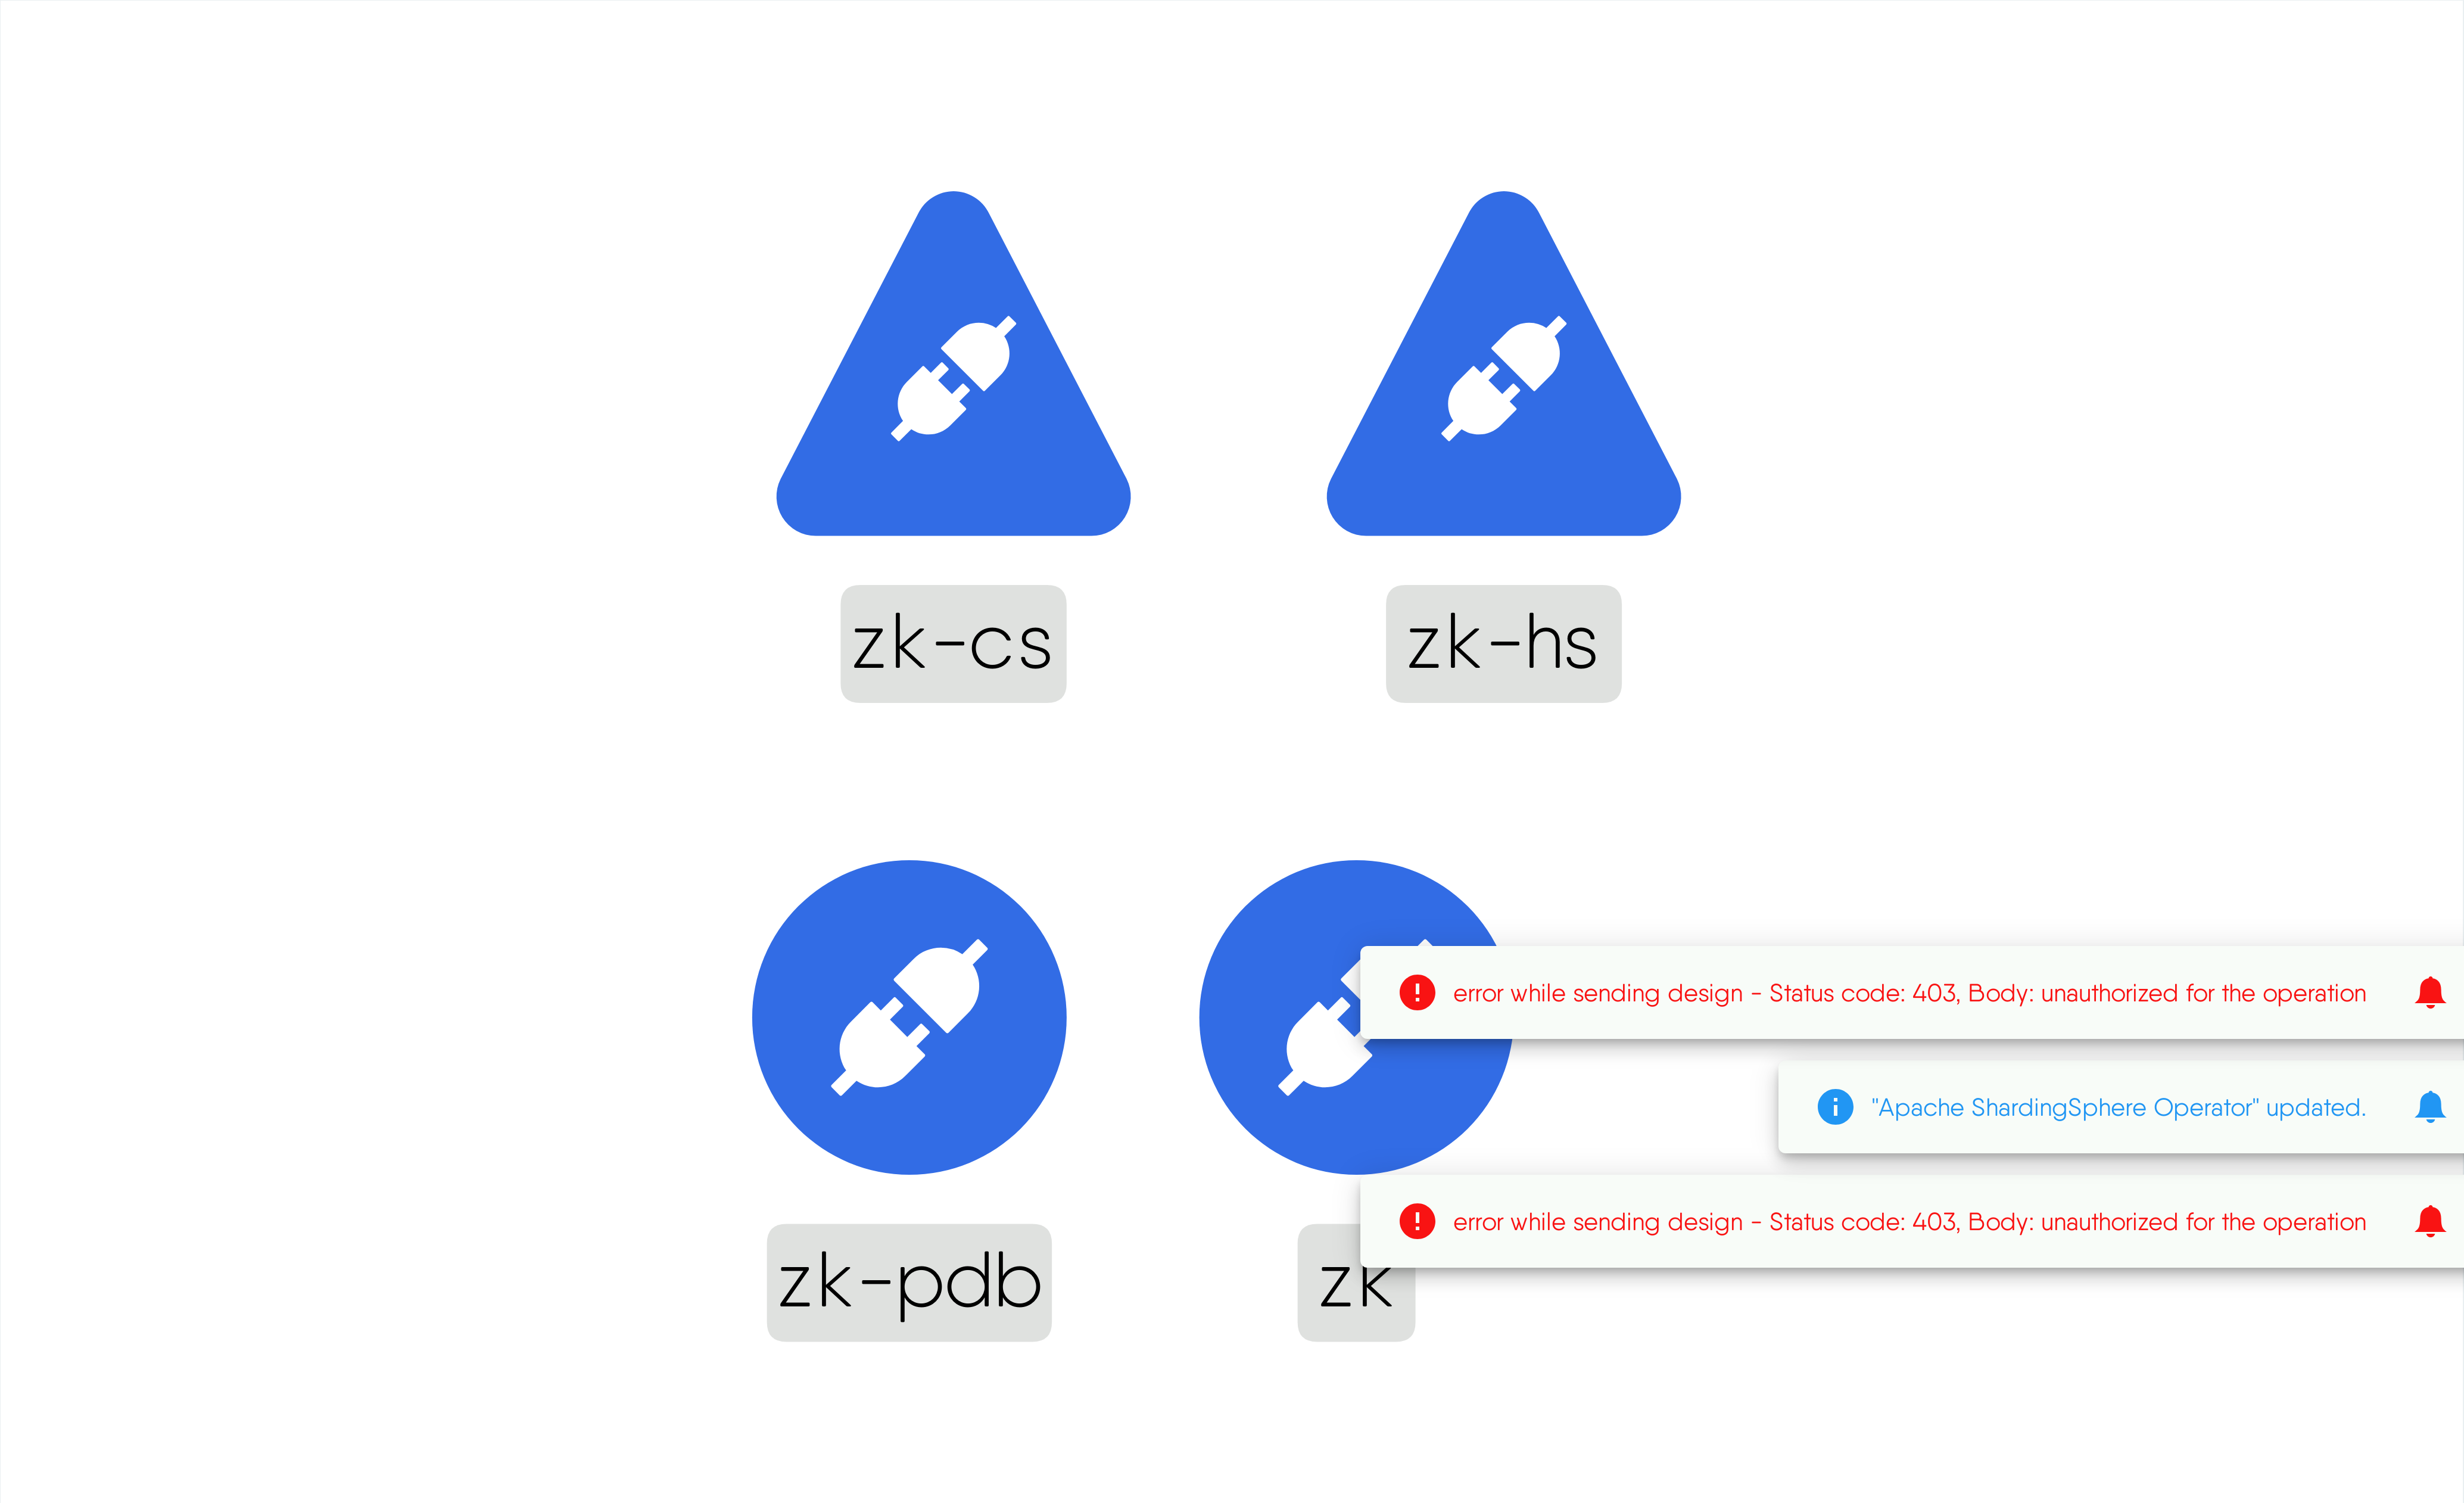 zk-cs
zk-hs
error while sending design - Status code: 403, Body: unauthorized for the operation
"Apache ShardingSphere Operator" updated.
error while sending design - Status code: 403, Body: unauthorized for the operation
zk-pdb
zk